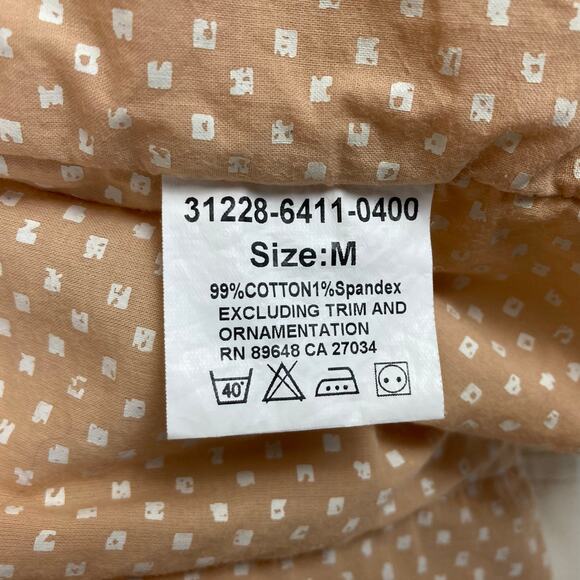 31228-6411-0400
Size:M
99%COTTON1%Spandex
EXCLUDING TRIM AND
ORNAMENTATION
RN 89648 CA 27034
40°